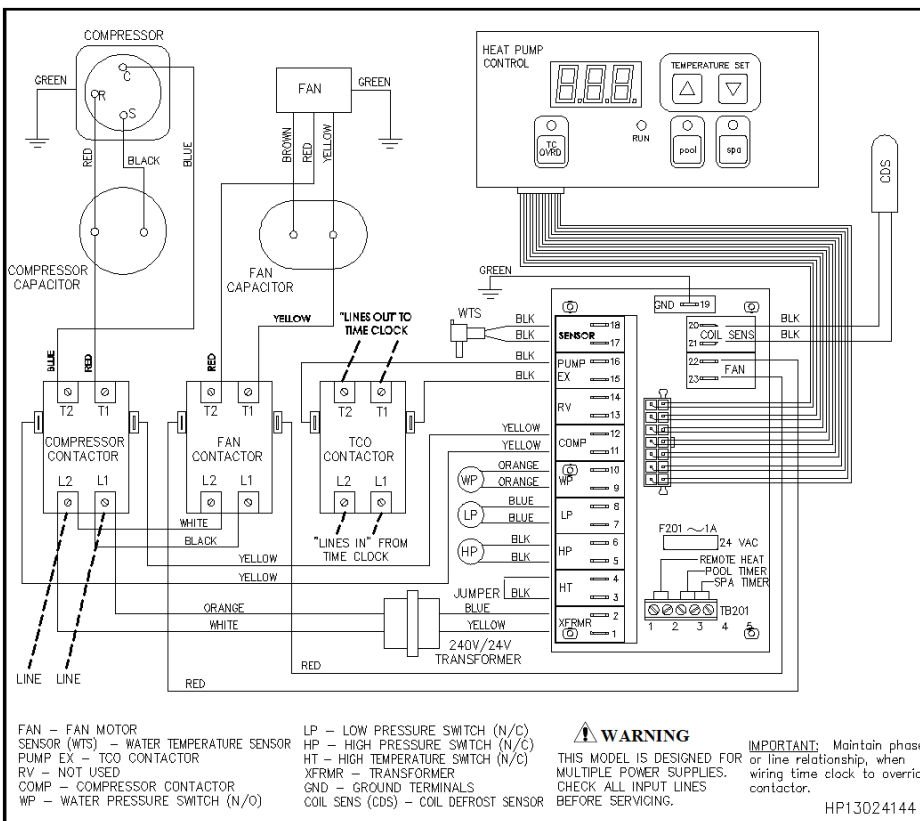 COMPRESSOR
GREEN
C
R
S
RED
BLACK
BLUE
FAN
GREEN
BROWN
RED
YELLOW
HEAT PUMP
CONTROL
TEMPERATURE SET
TC
OVRD
RUN
pool
spa
CDS
COMPRESSOR
CAPACITOR
FAN
CAPACITOR
GREEN
WTS
"LINES OUT" TO
TIME CLOCK
YELLOW
BLUE
RED
RED
BLK
BLK
BLK
BLK
GND 19
SENSOR 18
17
PUMP 16
EX 15
RV 14
13
COMP 12
11
WP 10
9
LP 8
7
HP 6
5
HT 4
3
XFRMR 2
1
20 COIL SENS
21
22 FAN
23
BLK
BLK
T2 T1
COMPRESSOR
CONTACTOR
L2 L1
T2 T1
FAN
CONTACTOR
L2 L1
T2 T1
TCO
CONTACTOR
L2 L1
YELLOW
YELLOW
WP ORANGE
ORANGE
LP BLUE
BLUE
HP BLK
BLK
JUMPER BLK
WHITE
BLACK
"LINES IN" FROM
TIME CLOCK
YELLOW
YELLOW
ORANGE
WHITE
BLUE
YELLOW
240V/24V
TRANSFORMER
RED
RED
LINE LINE
F201 ~1A
24 VAC
REMOTE HEAT
POOL TIMER
SPA TIMER
TB201
1 2 3 4 5
FAN – FAN MOTOR
SENSOR (WTS) – WATER TEMPERATURE SENSOR
PUMP EX – TCO CONTACTOR
RV – NOT USED
COMP – COMPRESSOR CONTACTOR
WP – WATER PRESSURE SWITCH (N/O)
LP – LOW PRESSURE SWITCH (N/C)
HP – HIGH PRESSURE SWITCH (N/C)
HT – HIGH TEMPERATURE SWITCH (N/C)
XFRMR – TRANSFORMER
GND – GROUND TERMINALS
COIL SENS (CDS) – COIL DEFROST SENSOR
WARNING
THIS MODEL IS DESIGNED FOR
MULTIPLE POWER SUPPLIES.
CHECK ALL INPUT LINES
BEFORE SERVICING.
IMPORTANT: Maintain phase
or line relationship, when
wiring time clock to overrid
contactor.
HP13024144